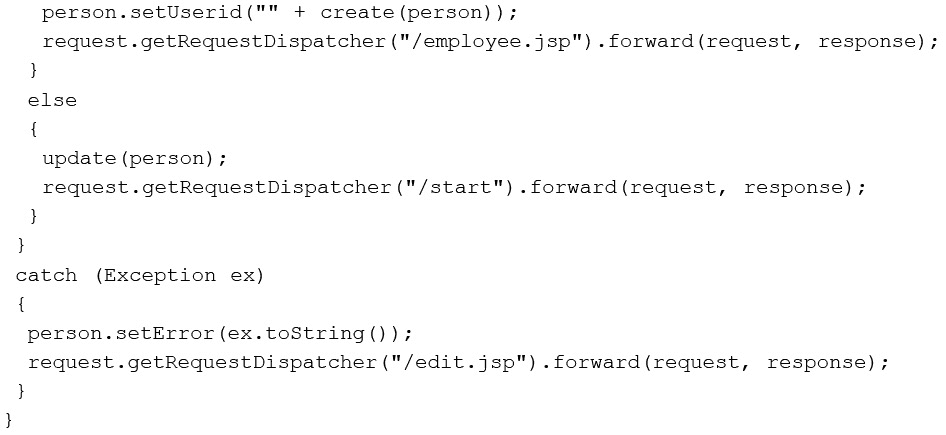 person.setUserid("" + create(person));
request.getRequestDispatcher("/employee.jsp").forward(request, response);
}
else
{
update(person);
request.getRequestDispatcher("/start").forward(request, response);
}
}
catch (Exception ex)
{
person.setError(ex.toString());
request.getRequestDispatcher("/edit.jsp").forward(request, response);
}
}